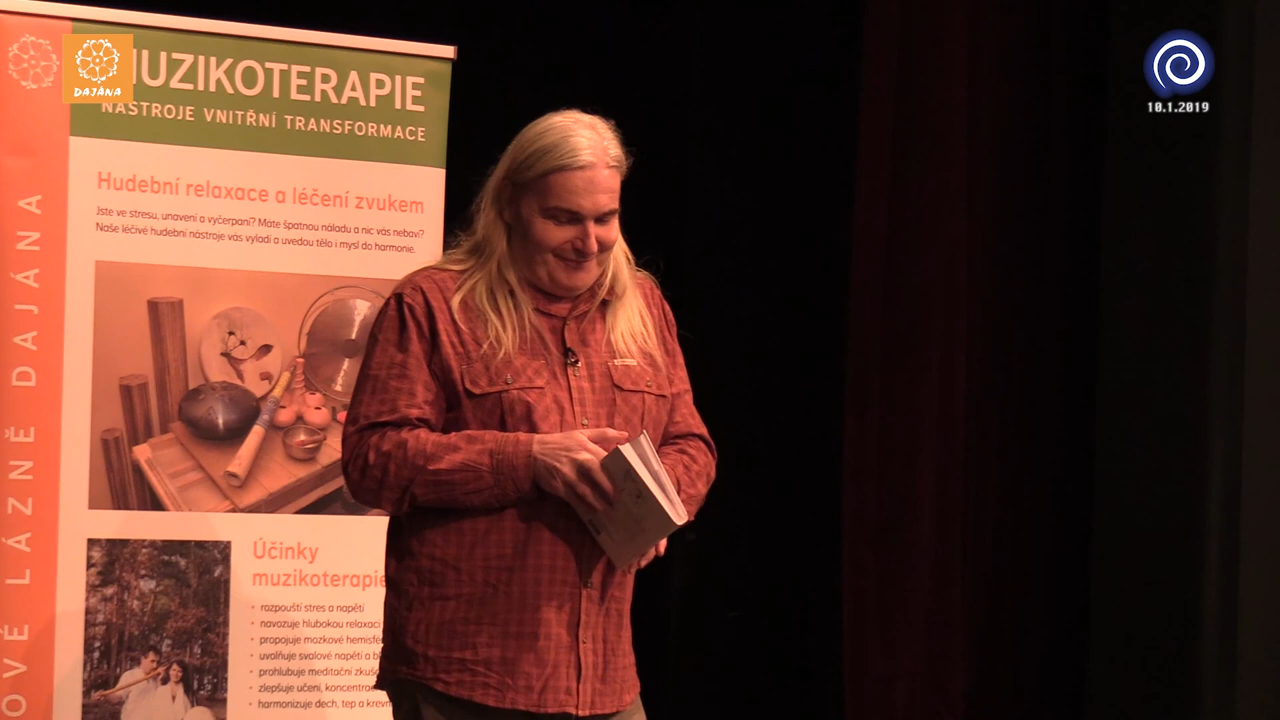 DAJÁNA
MUZIKOTERAPIE
NÁSTROJE VNITŘNÍ TRANSFORMACE
Hudební relaxace a léčení zvukem
Jste ve stresu, unavení a vyčerpaní? Máte špatnou náladu a nic vás nebaví?
Naše léčivé hudební nástroje vás vyladí a uvedou tělo i mysl do harmonie.
Účinky
muzikoterapie
• rozpouští stres a napětí
• navozuje hlubokou relaxaci
• propojuje mozkové hemisfé
• uvolňuje svalové napětí a b
• prohlubuje meditační zkuše
• zlepšuje učení, koncentrac
• harmonizuje dech, tep a krevn
OVÉ LÁZNĚ DAJÁNA
10.1.2019